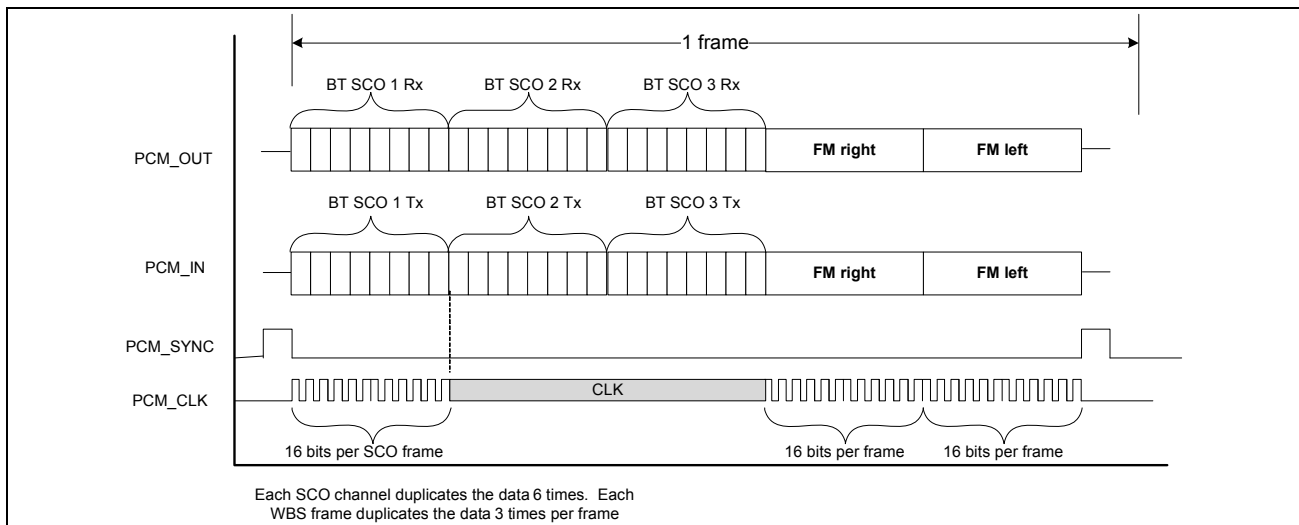 1 frame
BT SCO 1 Rx BT SCO 2 Rx BT SCO 3 Rx
PCM_OUT FM right FM left
BT SCO 1 Tx BT SCO 2 Tx BT SCO 3 Tx
PCM_IN FM right FM left
PCM_SYNC
PCM_CLK CLK
16 bits per SCO frame 16 bits per frame 16 bits per frame
Each SCO channel duplicates the data 6 times. Each
WBS frame duplicates the data 3 times per frame